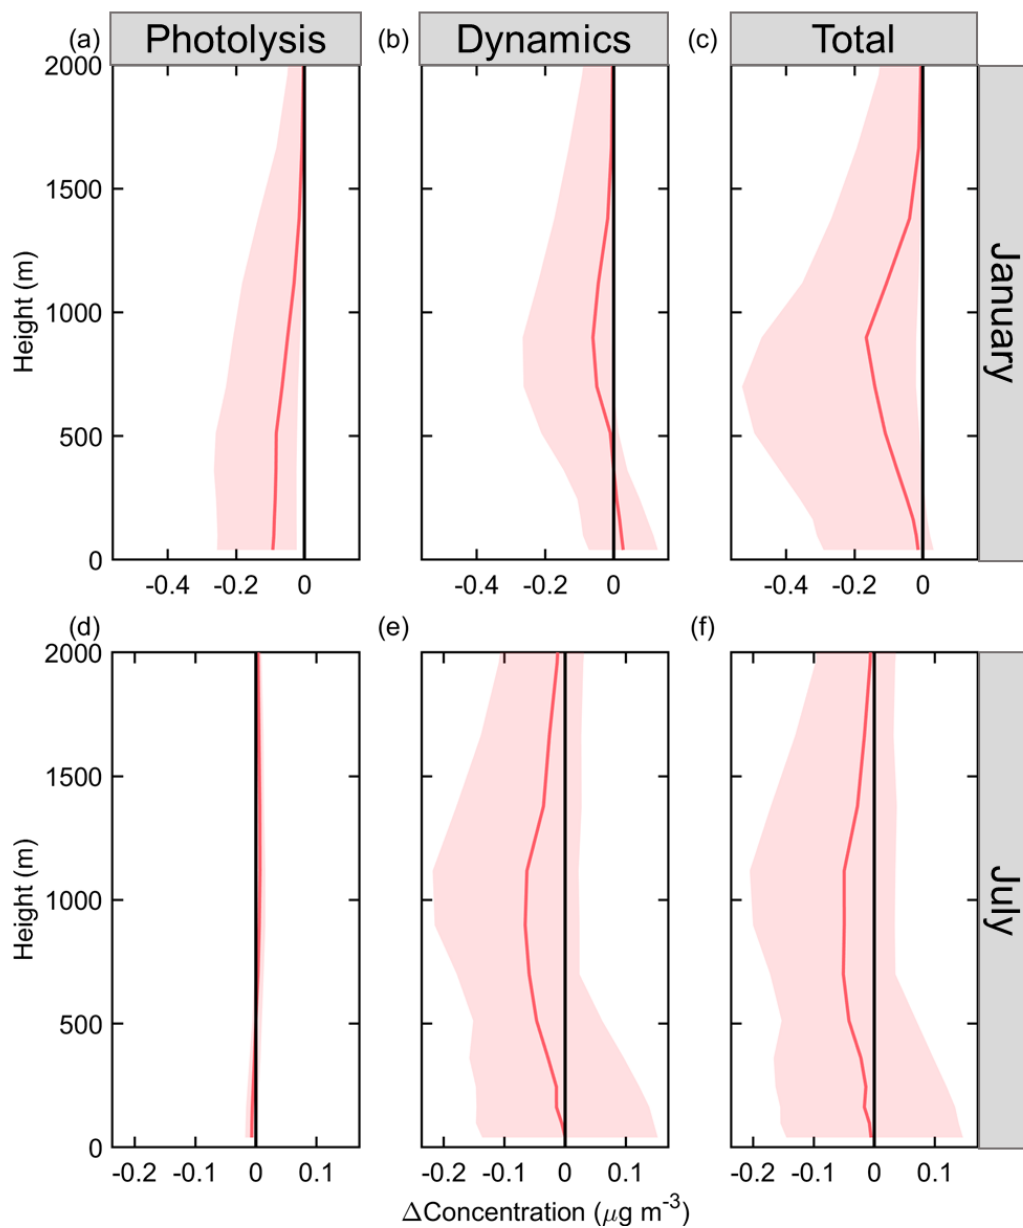 (a) Photolysis (b) Dynamics (c) Total
2000
1500
1000
500
0
Height (m)
-0.4 -0.2 0 -0.4 -0.2 0 -0.4 -0.2 0
January
(d) (e) (f)
2000
1500
1000
500
0
Height (m)
-0.2 -0.1 0 0.1 -0.2 -0.1 0 0.1 -0.2 -0.1 0 0.1
July
ΔConcentration (μg m⁻³)